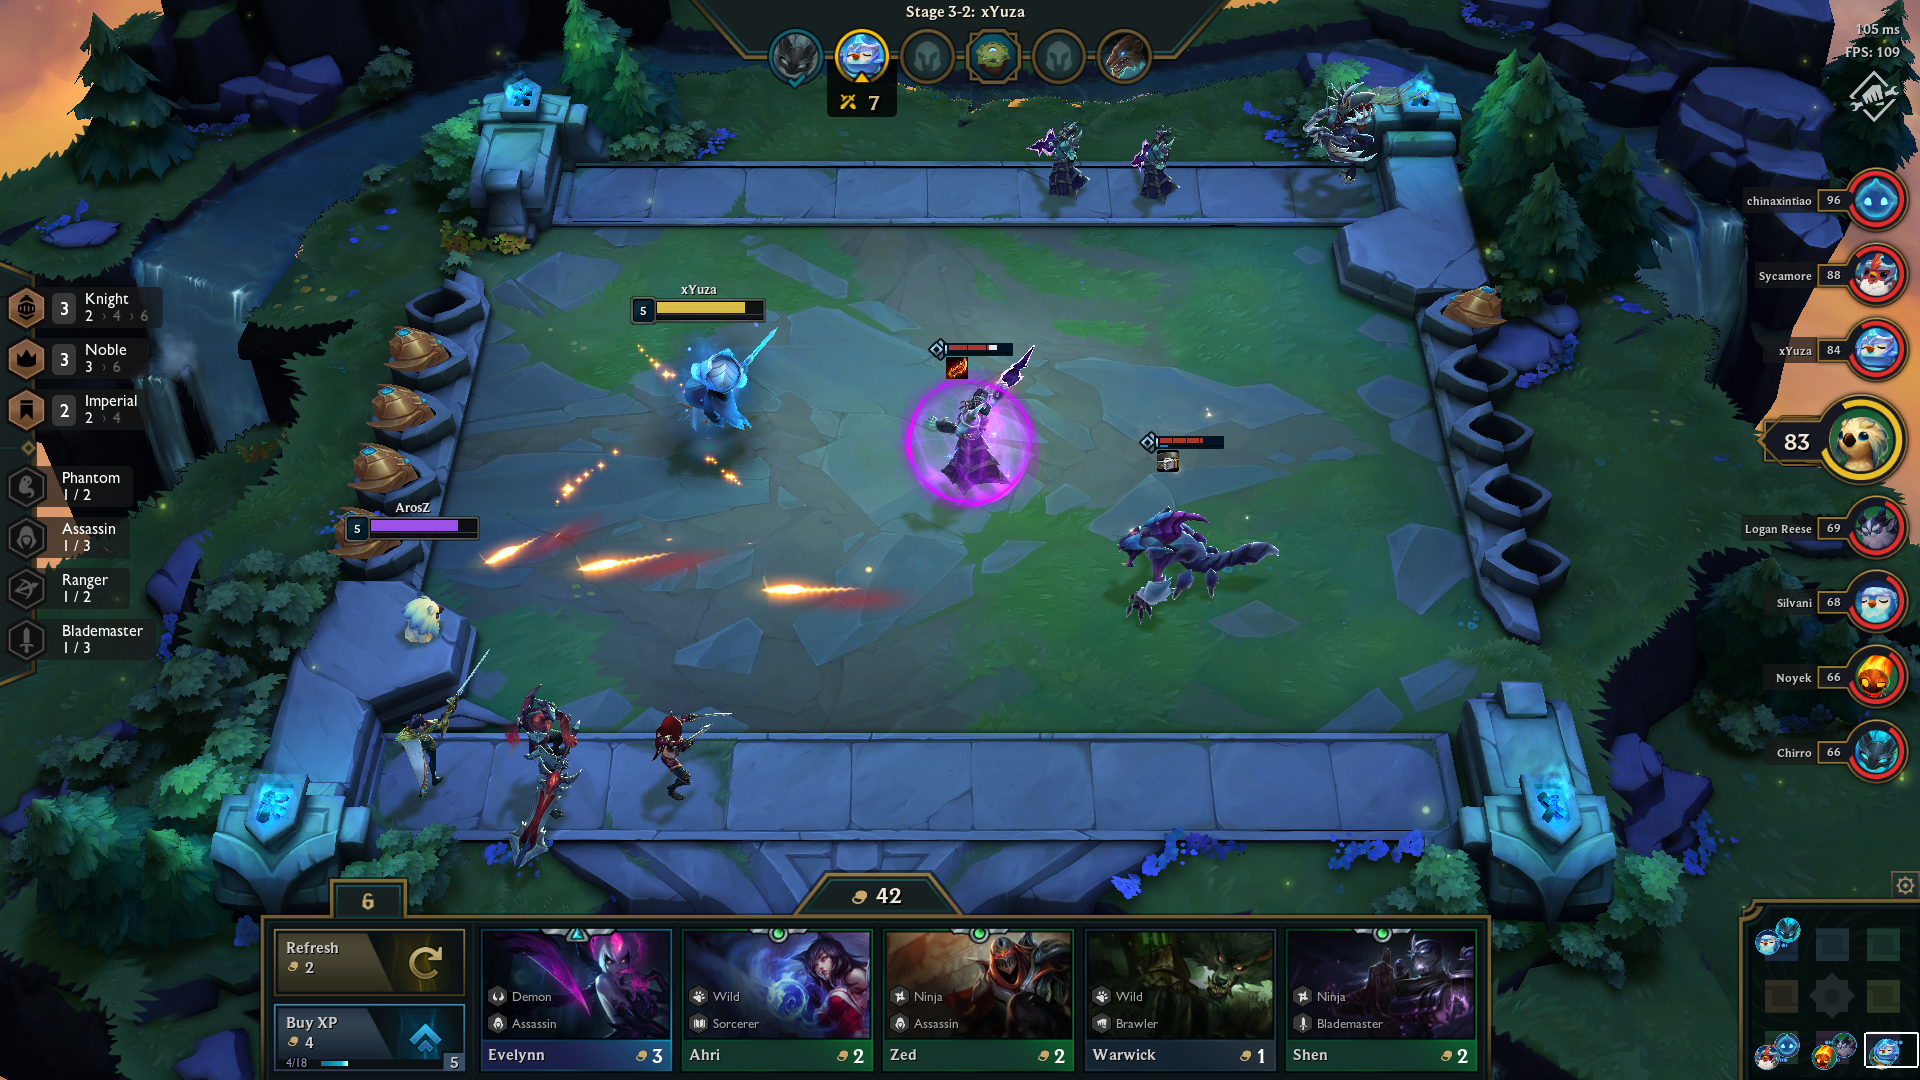 Stage 3-2: xYuza
7
105 ms
FPS: 109
chinaxintiao 96
Sycamore 88
xYuza 84
83
Logan Reese 69
Silvani 68
Noyek 66
Chirro 66
3 Knight
2 › 4 › 6
3 Noble
3 › 6
2 Imperial
2 › 4
Phantom
1 / 2
Assassin
1 / 3
Ranger
1 / 2
Blademaster
1 / 3
xYuza
5
ArosZ
5
6
42
Refresh
2
Buy XP
4
4/18
5
Demon
Assassin
Evelynn 3
Wild
Sorcerer
Ahri 2
Ninja
Assassin
Zed 2
Wild
Brawler
Warwick 1
Ninja
Blademaster
Shen 2